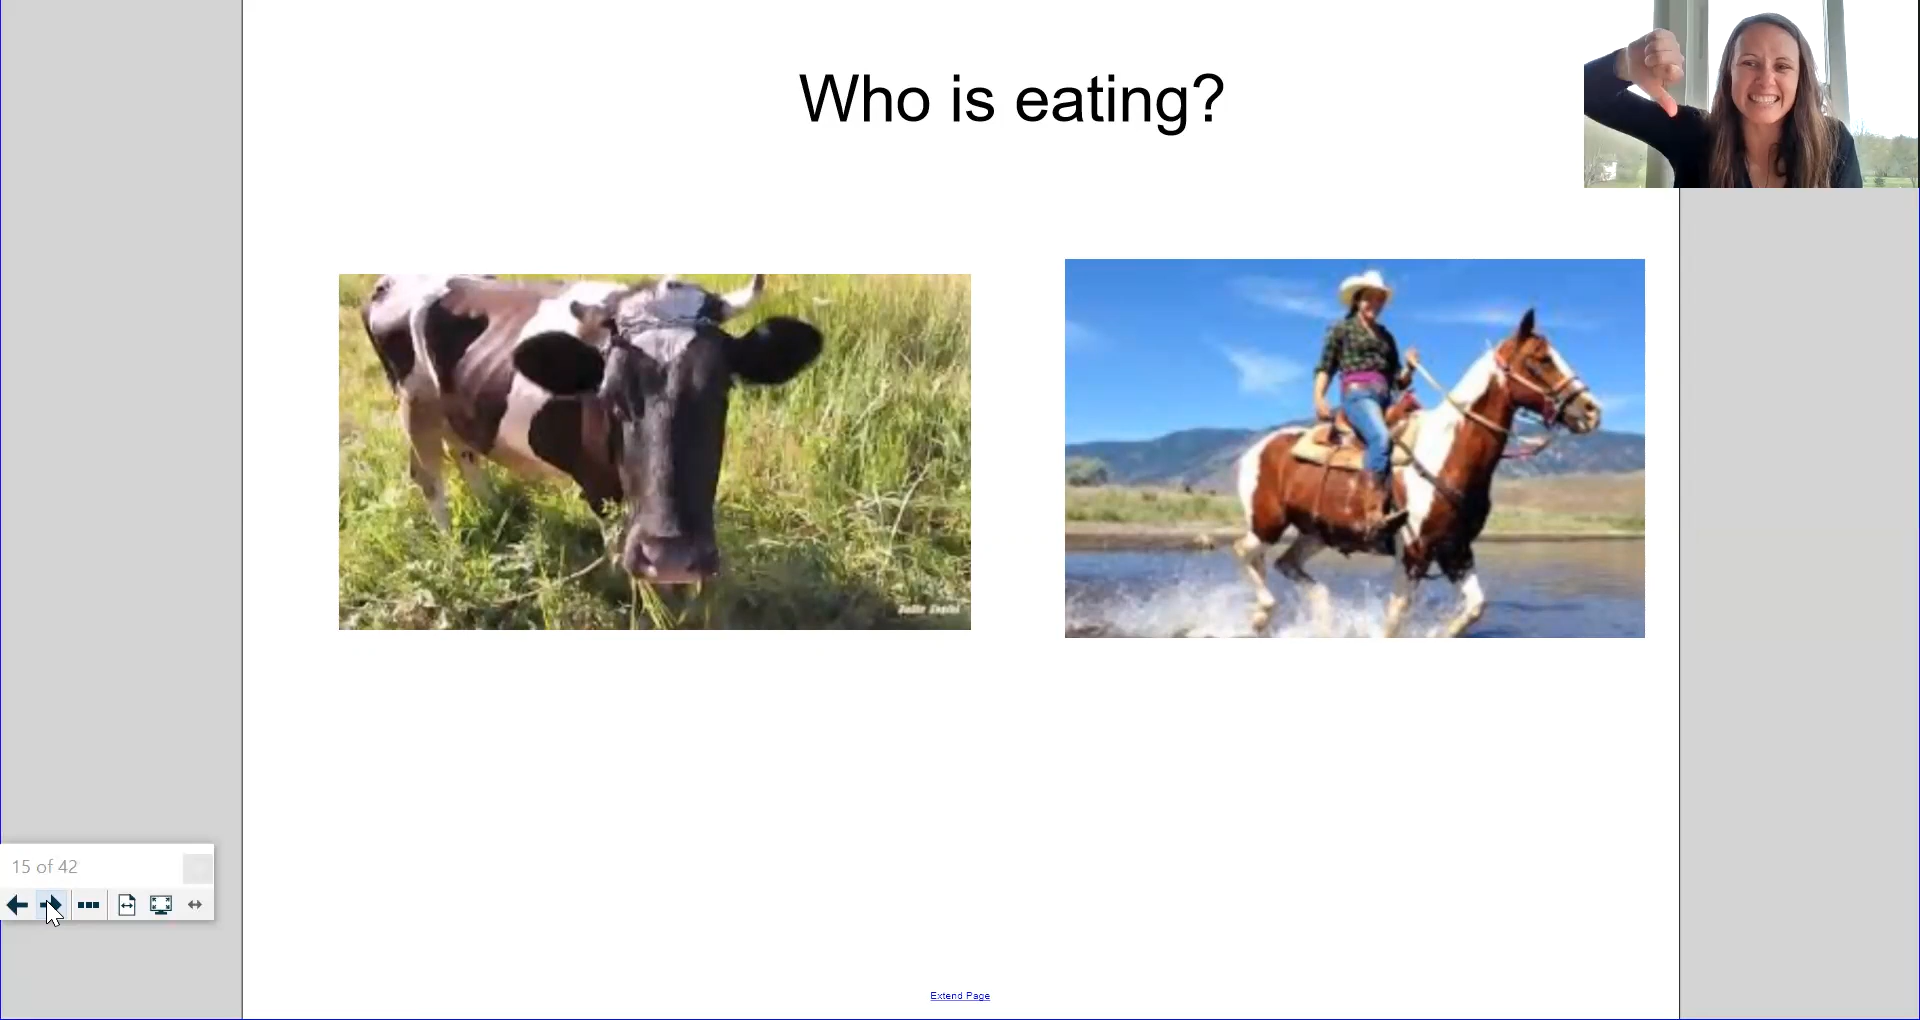 Who is eating?
15 of 42
Extend Page